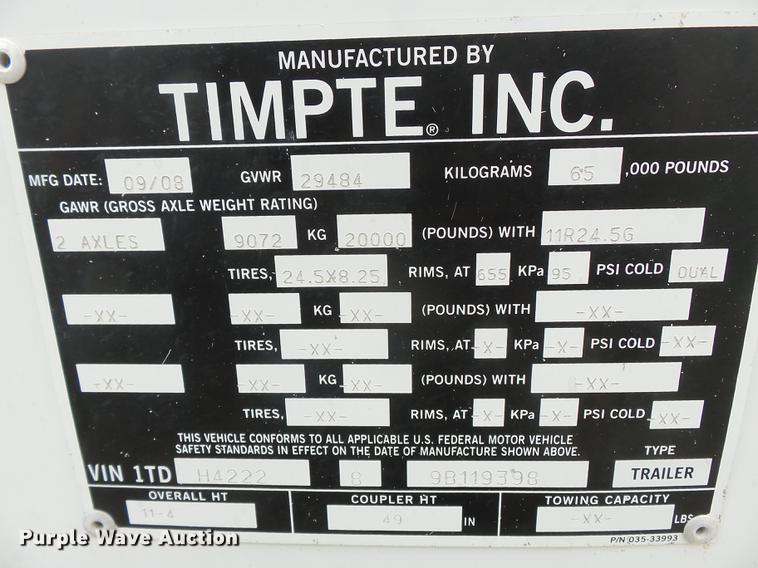 MANUFACTURED BY
TIMPTE® INC.
MFG DATE: 09/08 GVWR 29484 KILOGRAMS 65 ,000 POUNDS
GAWR (GROSS AXLE WEIGHT RATING)
2 AXLES 9072 KG 20000 (POUNDS) WITH 11R24.5G
TIRES, 24.5X8.25 RIMS, AT 655 KPa 95 PSI COLD DUAL
-XX- -XX- KG -XX- (POUNDS) WITH -XX-
TIRES, -XX- RIMS, AT -X- KPa -X- PSI COLD -XX-
-XX- -XX- KG -XX- (POUNDS) WITH -XX-
TIRES, -XX- RIMS, AT -X- KPa -X- PSI COLD -XX-
THIS VEHICLE CONFORMS TO ALL APPLICABLE U.S. FEDERAL MOTOR VEHICLE
SAFETY STANDARDS IN EFFECT ON THE DATE OF MANUFACTURE SHOWN ABOVE.
TYPE
VIN 1TD H4222 8 9B119398 TRAILER
OVERALL HT COUPLER HT TOWING CAPACITY
11-4 49 IN -XX- LBS
P/N 035-33993
Purple Wave Auction
Purple Wave Auction